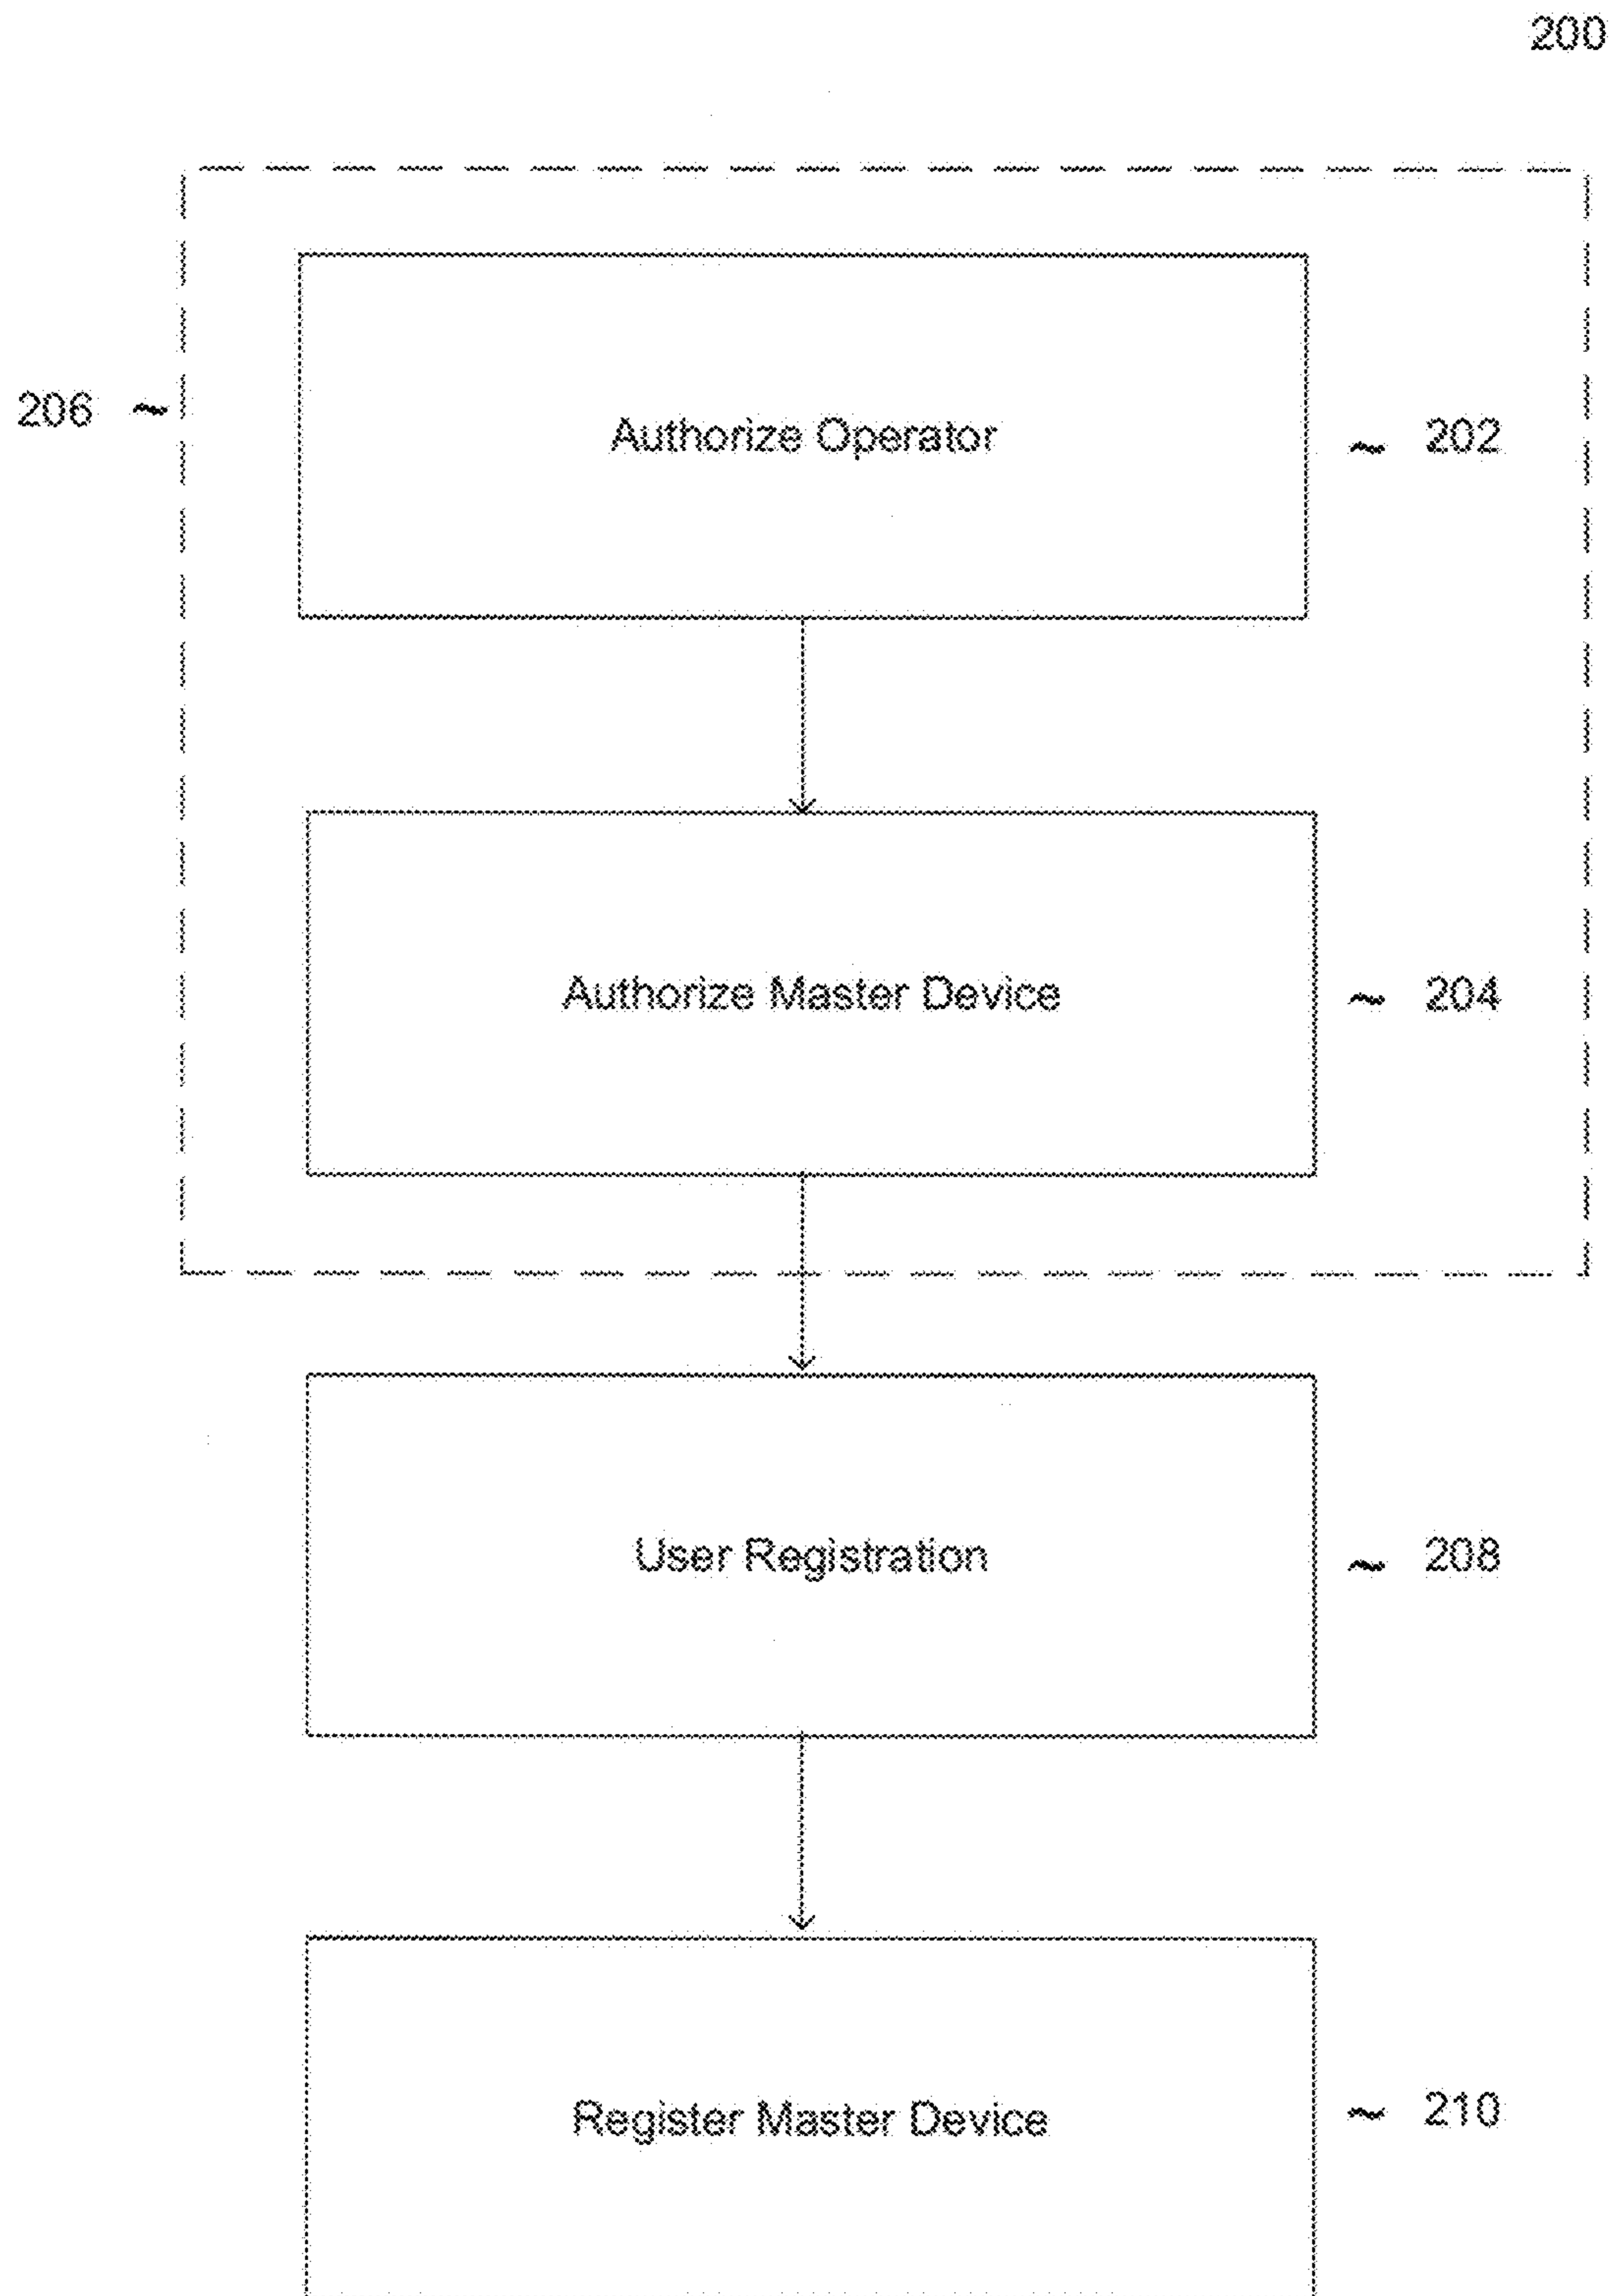 200
206 ~
Authorize Operator ~ 202
Authorize Master Device ~ 204
User Registration ~ 208
Register Master Device ~ 210